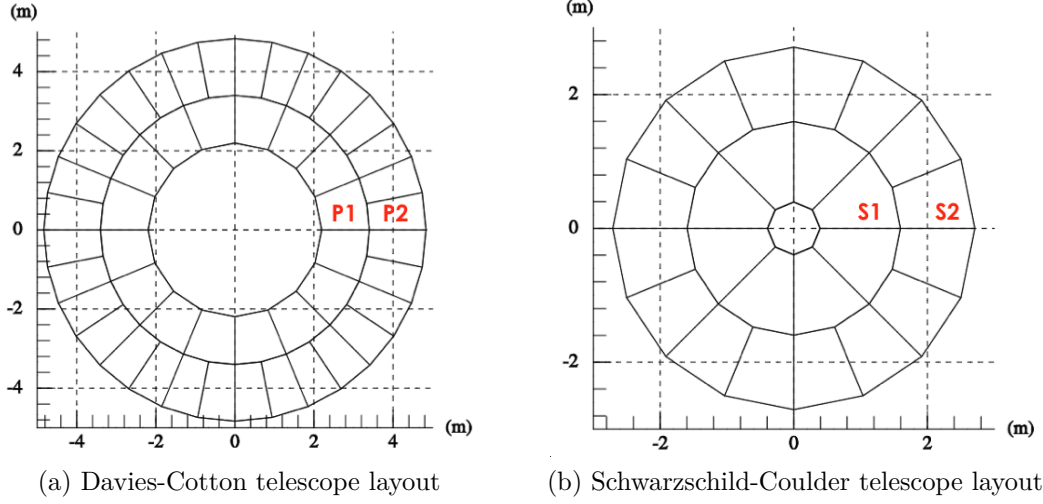 (m)
4
2
0
-2
-4
-4
-2
0
2
4
(m)
P1
P2
(a) Davies-Cotton telescope layout
(m)
2
0
-2
-2
0
2
(m)
S1
S2
(b) Schwarzschild-Coulder telescope layout